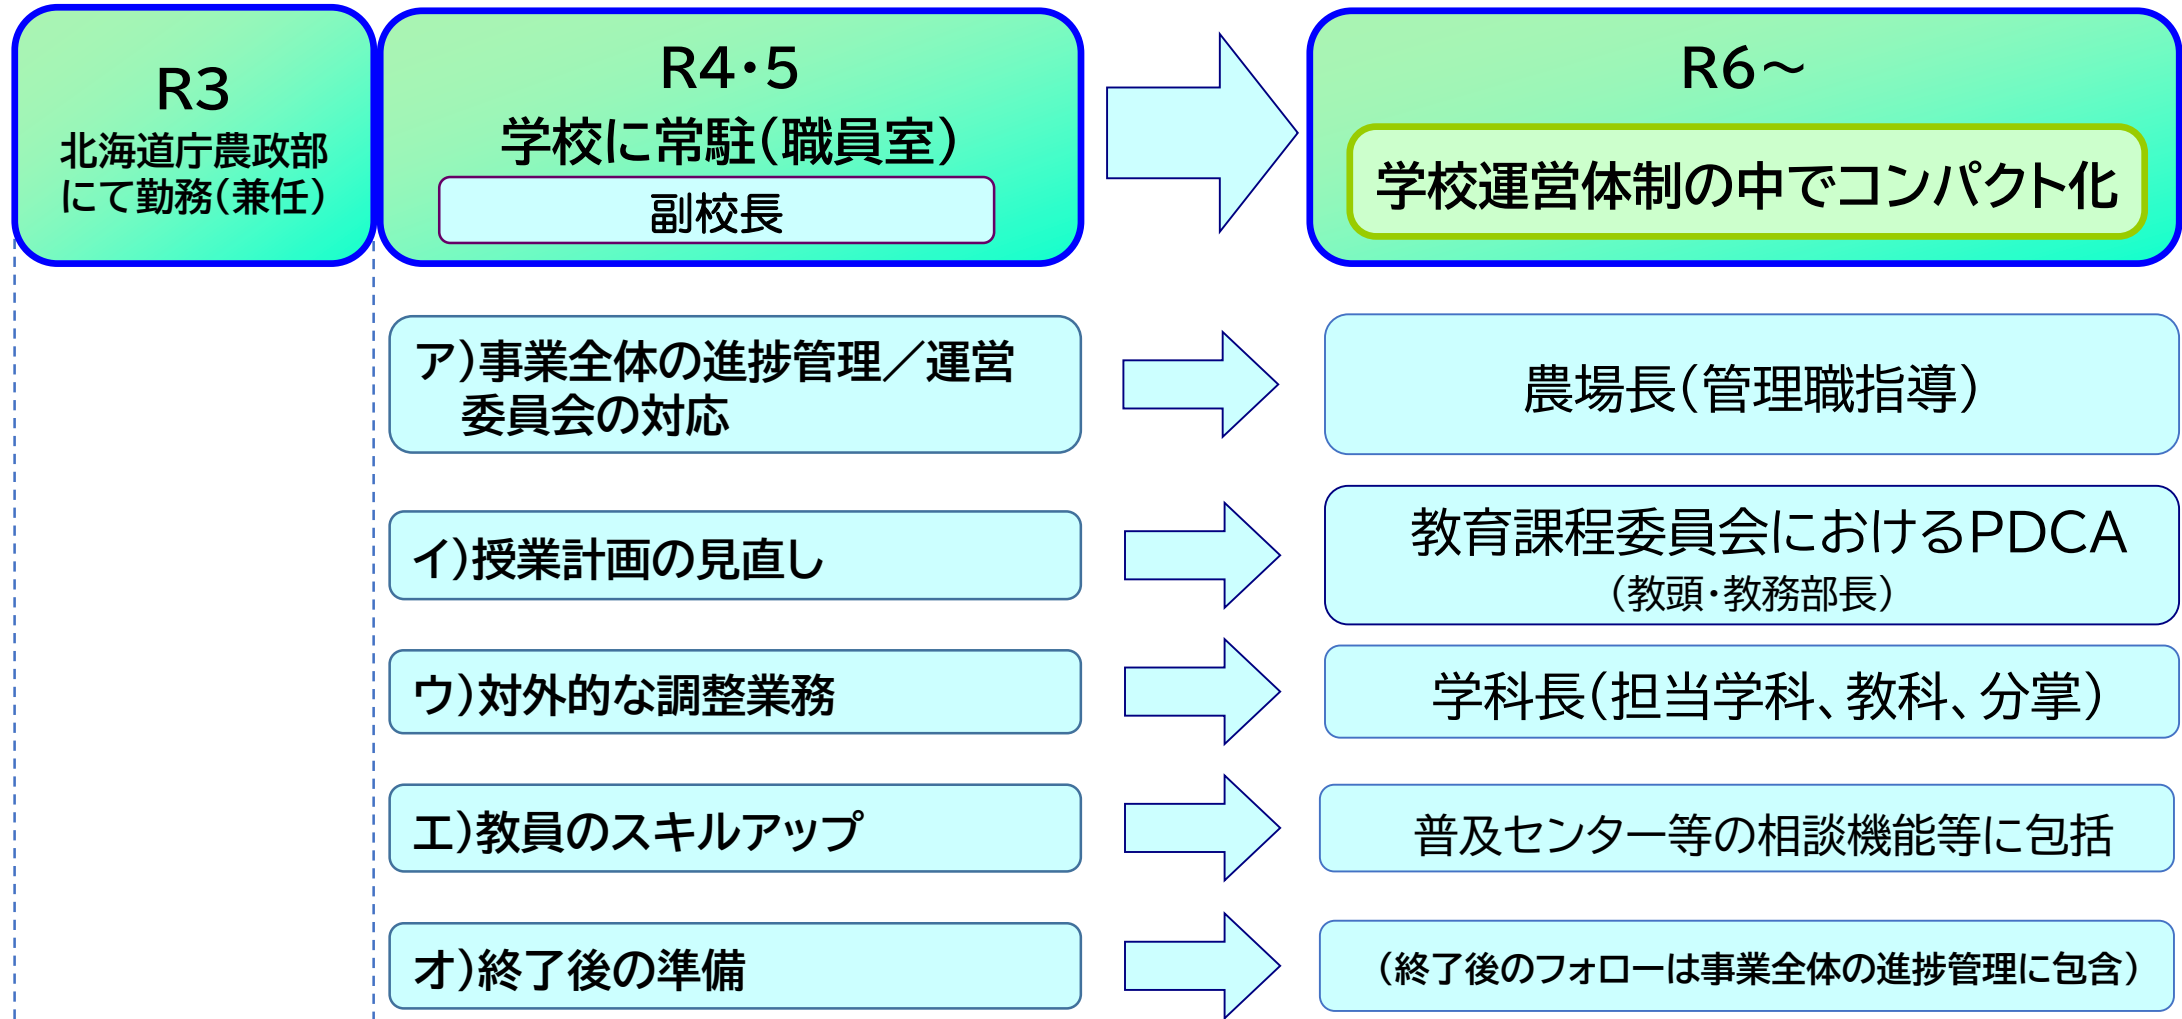 R3
北海道庁農政部
にて勤務（兼任）
R4・5
学校に常駐（職員室）
副校長
R6～
学校運営体制の中でコンパクト化
ア）事業全体の進捗管理／運営
委員会の対応
農場長（管理職指導）
イ）授業計画の見直し
教育課程委員会におけるPDCA
（教頭・教務部長）
ウ）対外的な調整業務
学科長（担当学科、教科、分掌）
エ）教員のスキルアップ
普及センター等の相談機能等に包括
オ）終了後の準備
（終了後のフォローは事業全体の進捗管理に包含）